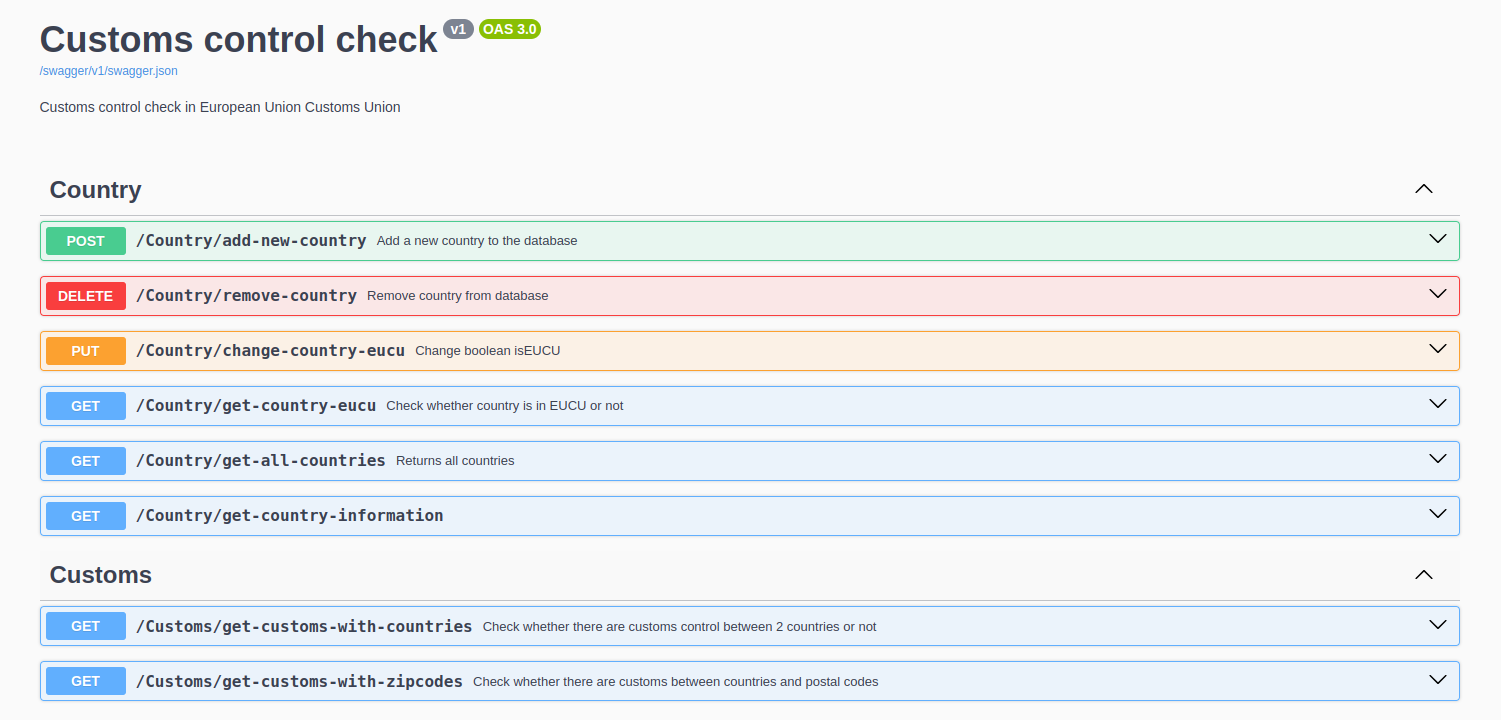 Customs control check v1 OAS 3.0
/swagger/v1/swagger.json
Customs control check in European Union Customs Union
Country
POST /Country/add-new-country Add a new country to the database
DELETE /Country/remove-country Remove country from database
PUT /Country/change-country-eucu Change boolean isEUCU
GET /Country/get-country-eucu Check whether country is in EUCU or not
GET /Country/get-all-countries Returns all countries
GET /Country/get-country-information
Customs
GET /Customs/get-customs-with-countries Check whether there are customs control between 2 countries or not
GET /Customs/get-customs-with-zipcodes Check whether there are customs between countries and postal codes